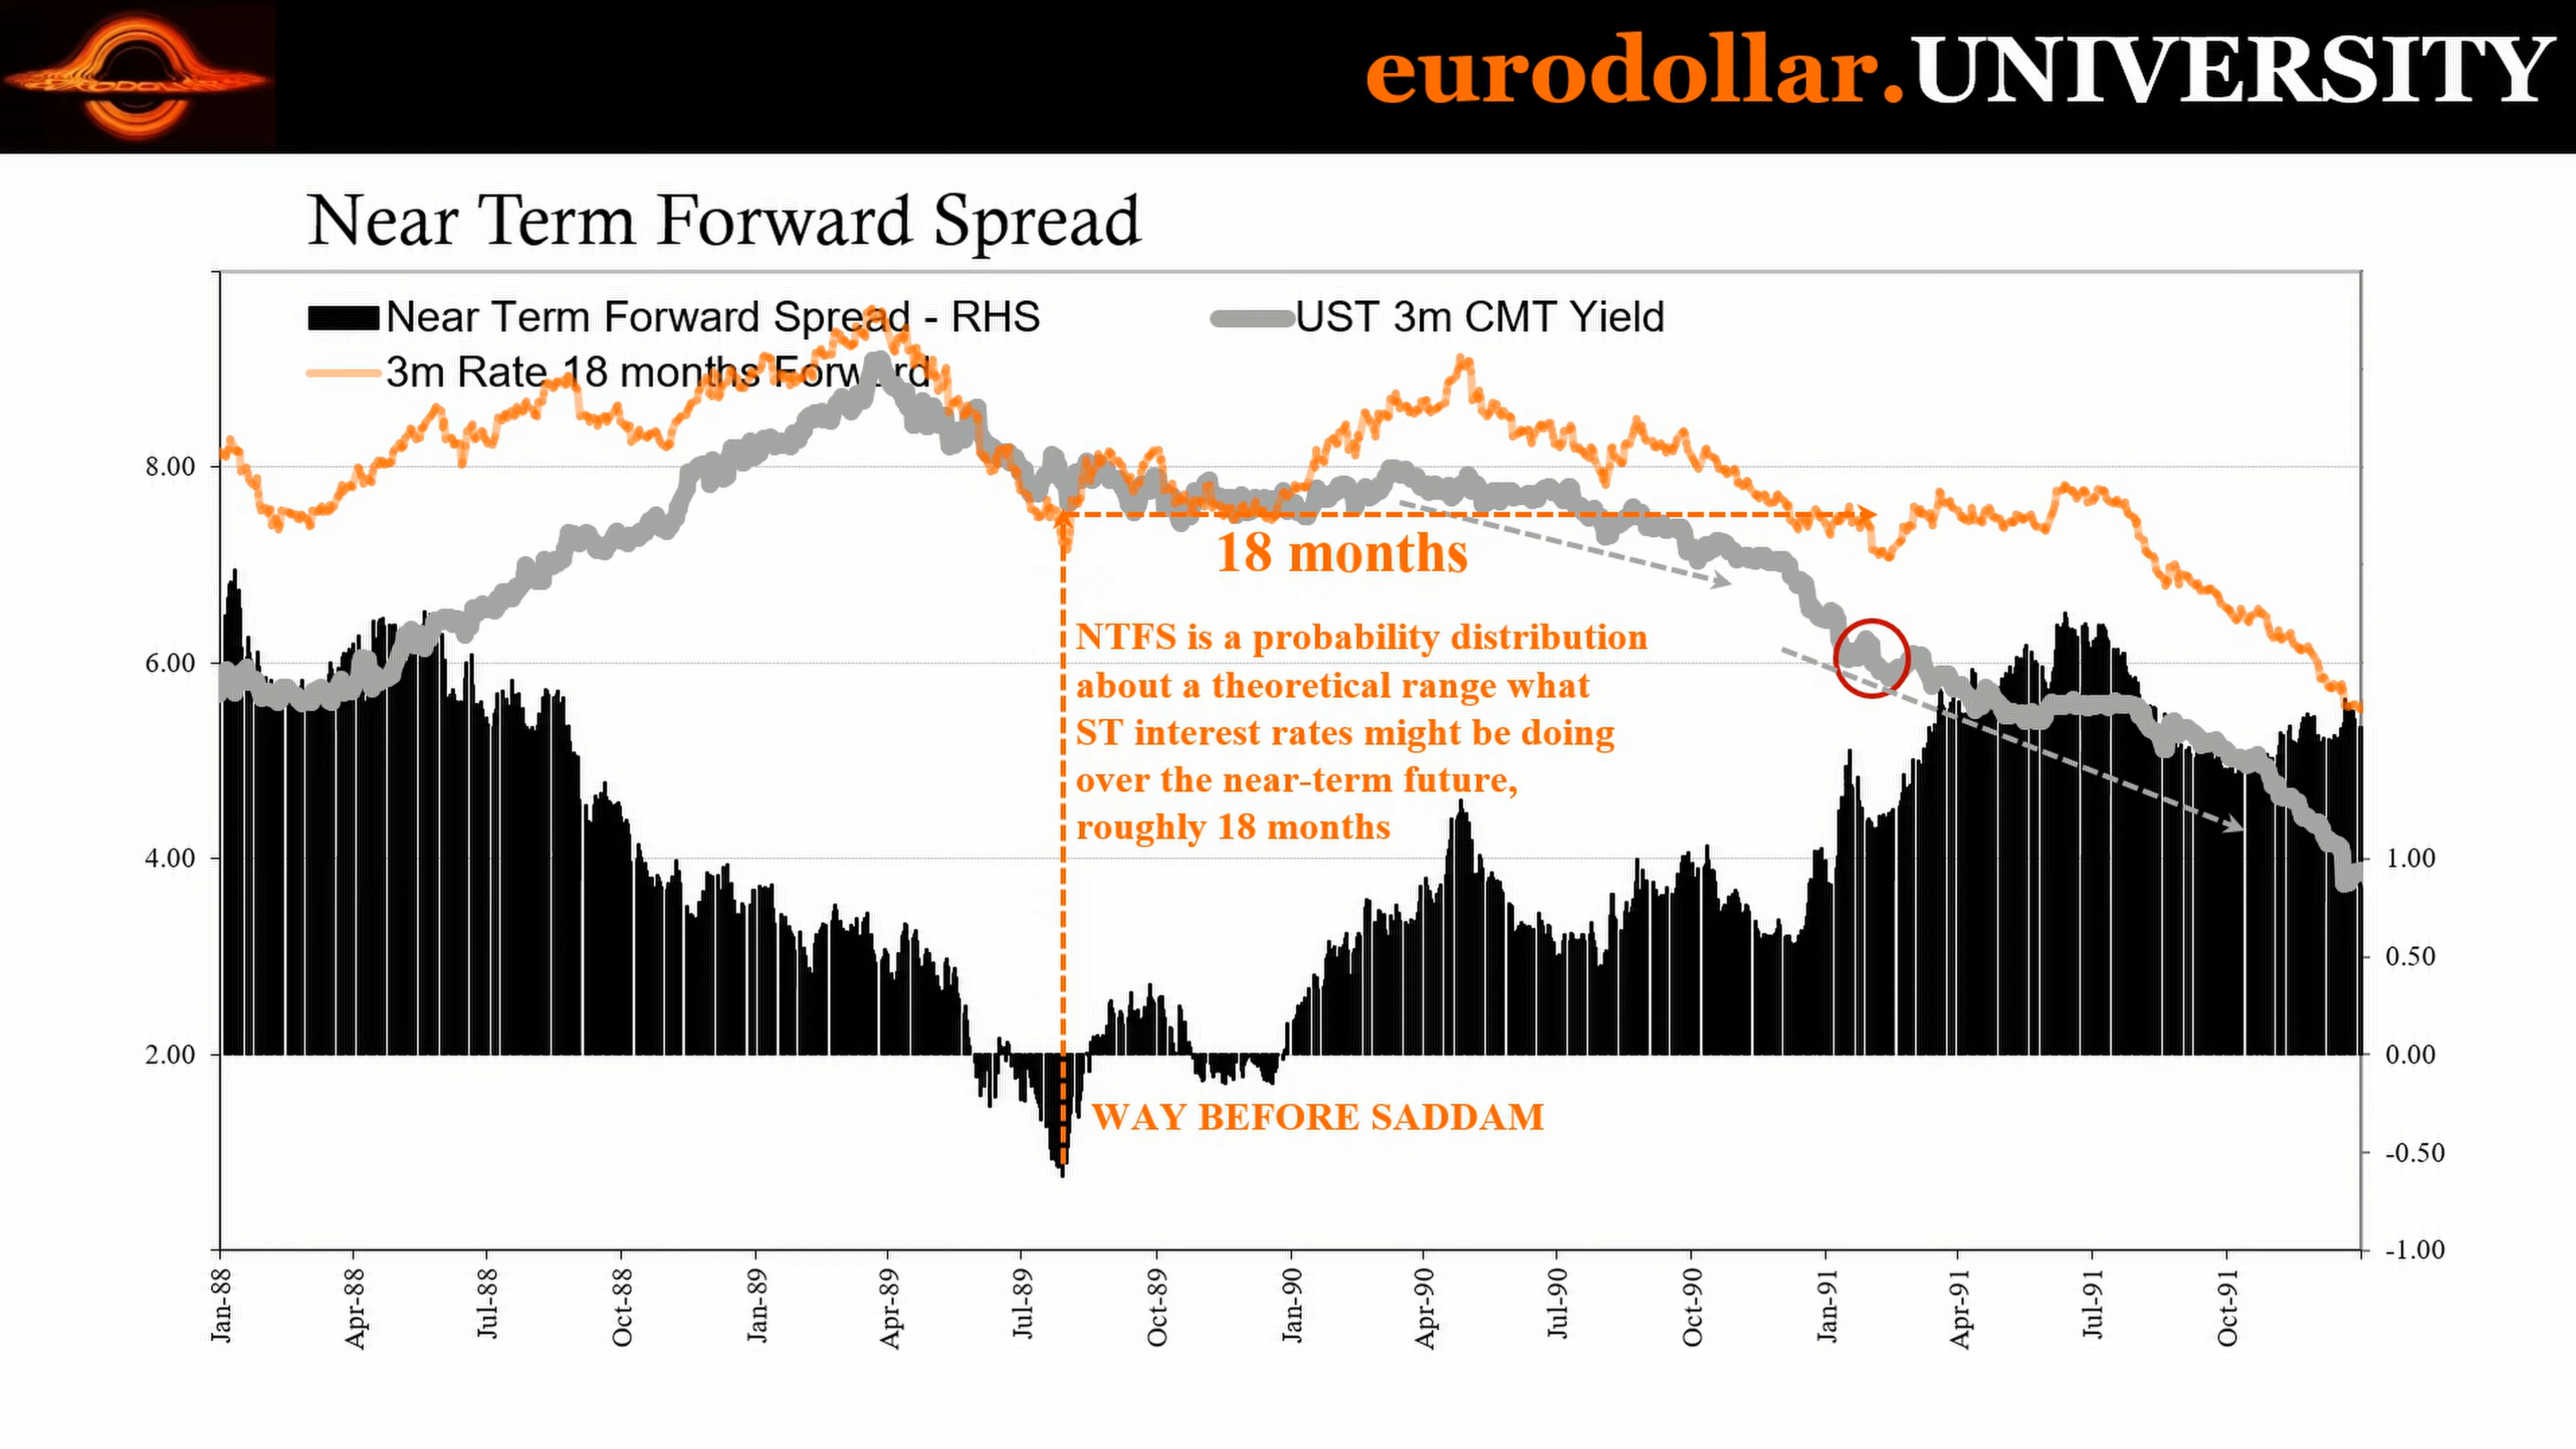 eurodollar.UNIVERSITY
EURODOLLAR
Near Term Forward Spread
Near Term Forward Spread - RHS
UST 3m CMT Yield
3m Rate 18 months Forward
8.00
6.00
4.00
2.00
1.00
0.50
0.00
-0.50
-1.00
18 months
NTFS is a probability distribution
about a theoretical range what
ST interest rates might be doing
over the near-term future,
roughly 18 months
WAY BEFORE SADDAM
Jan-88
Apr-88
Jul-88
Oct-88
Jan-89
Apr-89
Jul-89
Oct-89
Jan-90
Apr-90
Jul-90
Oct-90
Jan-91
Apr-91
Jul-91
Oct-91